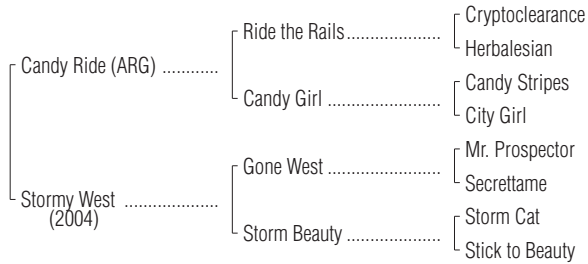 Cryptoclearance
Ride the Rails....................
Herbalesian
Candy Ride (ARG) ............
Candy Stripes
Candy Girl ......................
City Girl
Mr. Prospector
Gone West ......................
Secrettame
Stormy West ....................
(2004)
Storm Cat
Storm Beauty ..................
Stick to Beauty